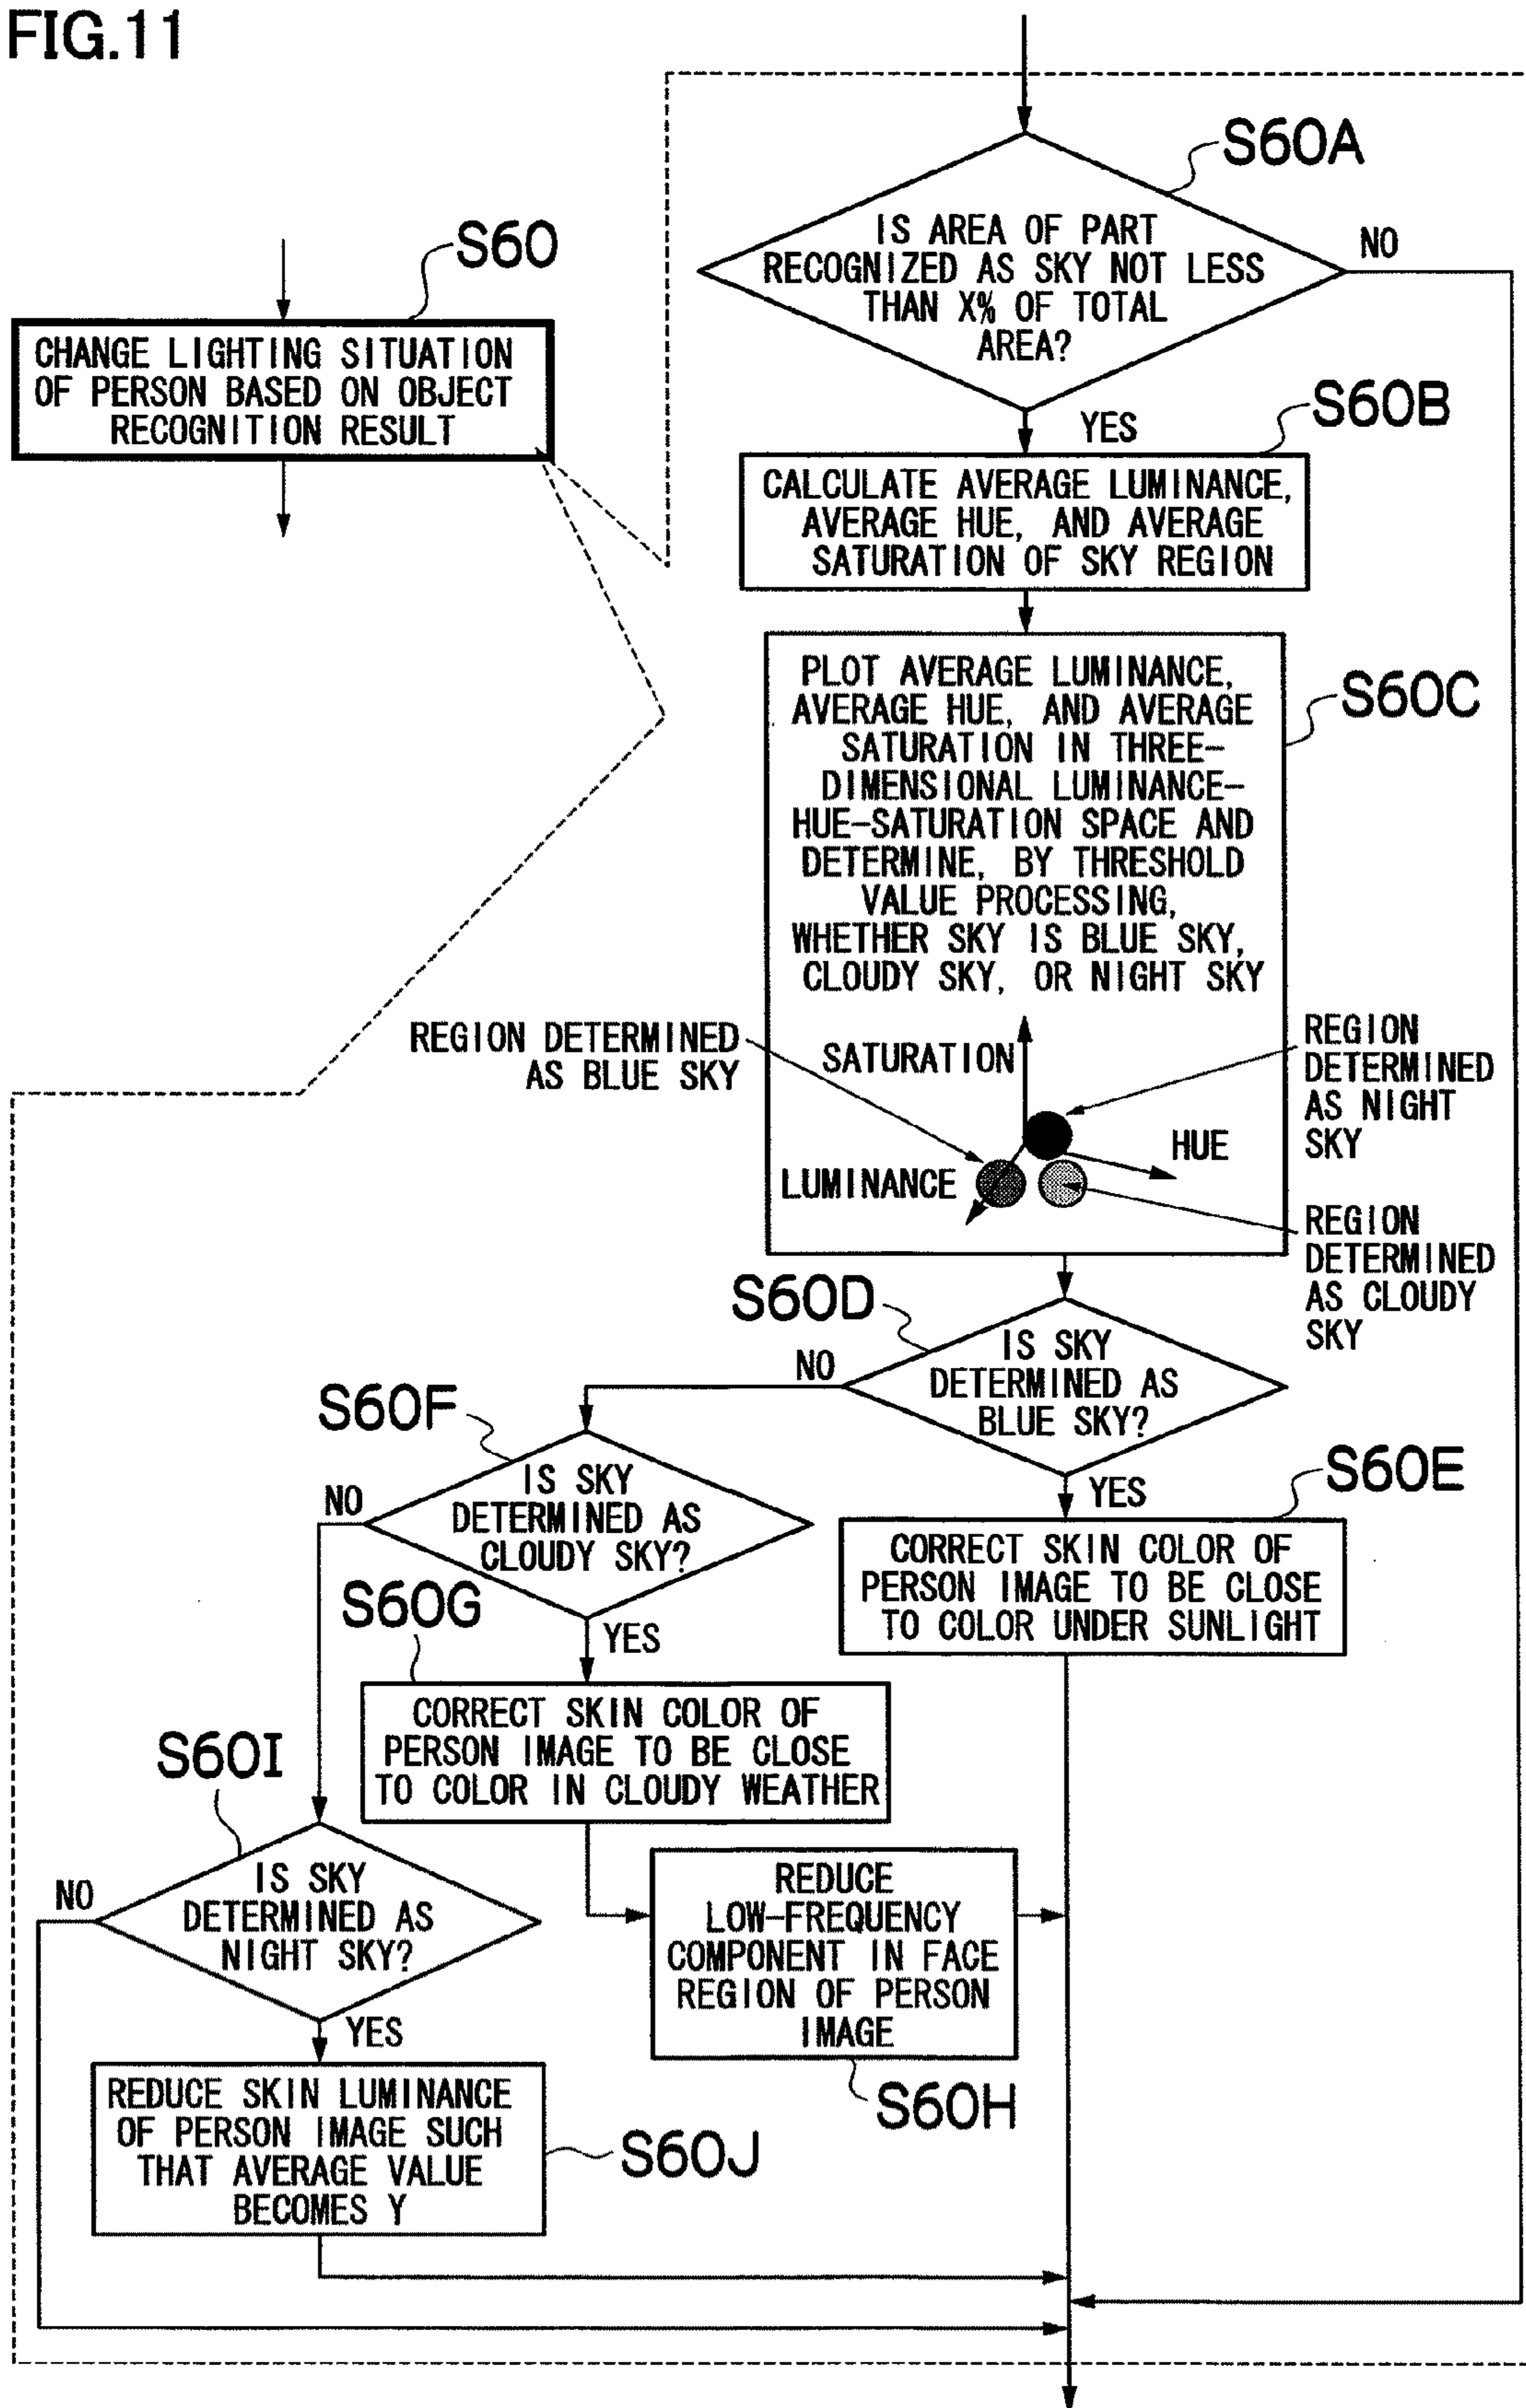 FIG.11
S60
CHANGE LIGHTING SITUATION
OF PERSON BASED ON OBJECT
RECOGNITION RESULT
S60A
IS AREA OF PART
RECOGNIZED AS SKY NOT LESS
THAN X% OF TOTAL
AREA?
NO
YES
S60B
CALCULATE AVERAGE LUMINANCE,
AVERAGE HUE, AND AVERAGE
SATURATION OF SKY REGION
S60C
PLOT AVERAGE LUMINANCE,
AVERAGE HUE, AND AVERAGE
SATURATION IN THREE-
DIMENSIONAL LUMINANCE-
HUE-SATURATION SPACE AND
DETERMINE, BY THRESHOLD
VALUE PROCESSING,
WHETHER SKY IS BLUE SKY,
CLOUDY SKY, OR NIGHT SKY
REGION DETERMINED
AS BLUE SKY
SATURATION
HUE
LUMINANCE
REGION
DETERMINED
AS NIGHT
SKY
REGION
DETERMINED
AS CLOUDY
SKY
S60D
IS SKY
DETERMINED AS
BLUE SKY?
NO
YES
S60E
CORRECT SKIN COLOR OF
PERSON IMAGE TO BE CLOSE
TO COLOR UNDER SUNLIGHT
S60F
IS SKY
DETERMINED AS
CLOUDY SKY?
NO
YES
S60G
CORRECT SKIN COLOR OF
PERSON IMAGE TO BE CLOSE
TO COLOR IN CLOUDY WEATHER
REDUCE
LOW-FREQUENCY
COMPONENT IN FACE
REGION OF PERSON
IMAGE
S60H
S60I
IS SKY
DETERMINED AS
NIGHT SKY?
NO
YES
REDUCE SKIN LUMINANCE
OF PERSON IMAGE SUCH
THAT AVERAGE VALUE
BECOMES Y
S60J